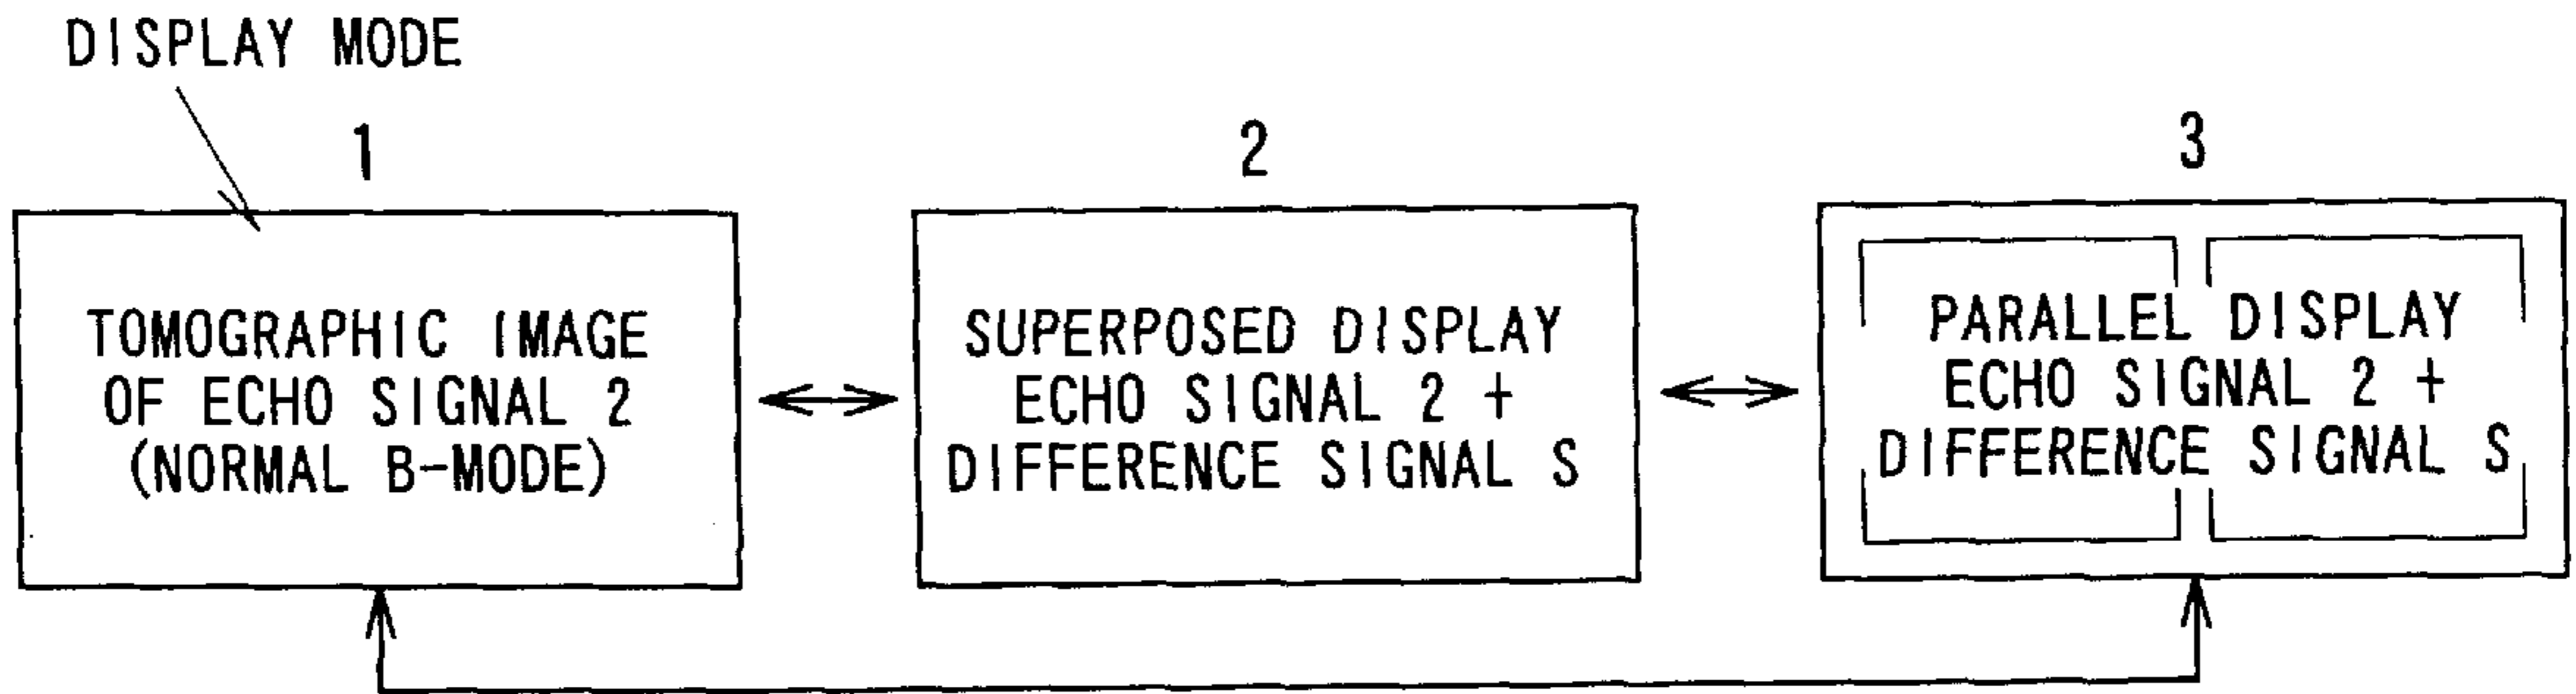 DISPLAY MODE
1
TOMOGRAPHIC IMAGE
OF ECHO SIGNAL 2
(NORMAL B-MODE)
2
SUPERPOSED DISPLAY
ECHO SIGNAL 2 +
DIFFERENCE SIGNAL S
3
PARALLEL DISPLAY
ECHO SIGNAL 2 +
DIFFERENCE SIGNAL S